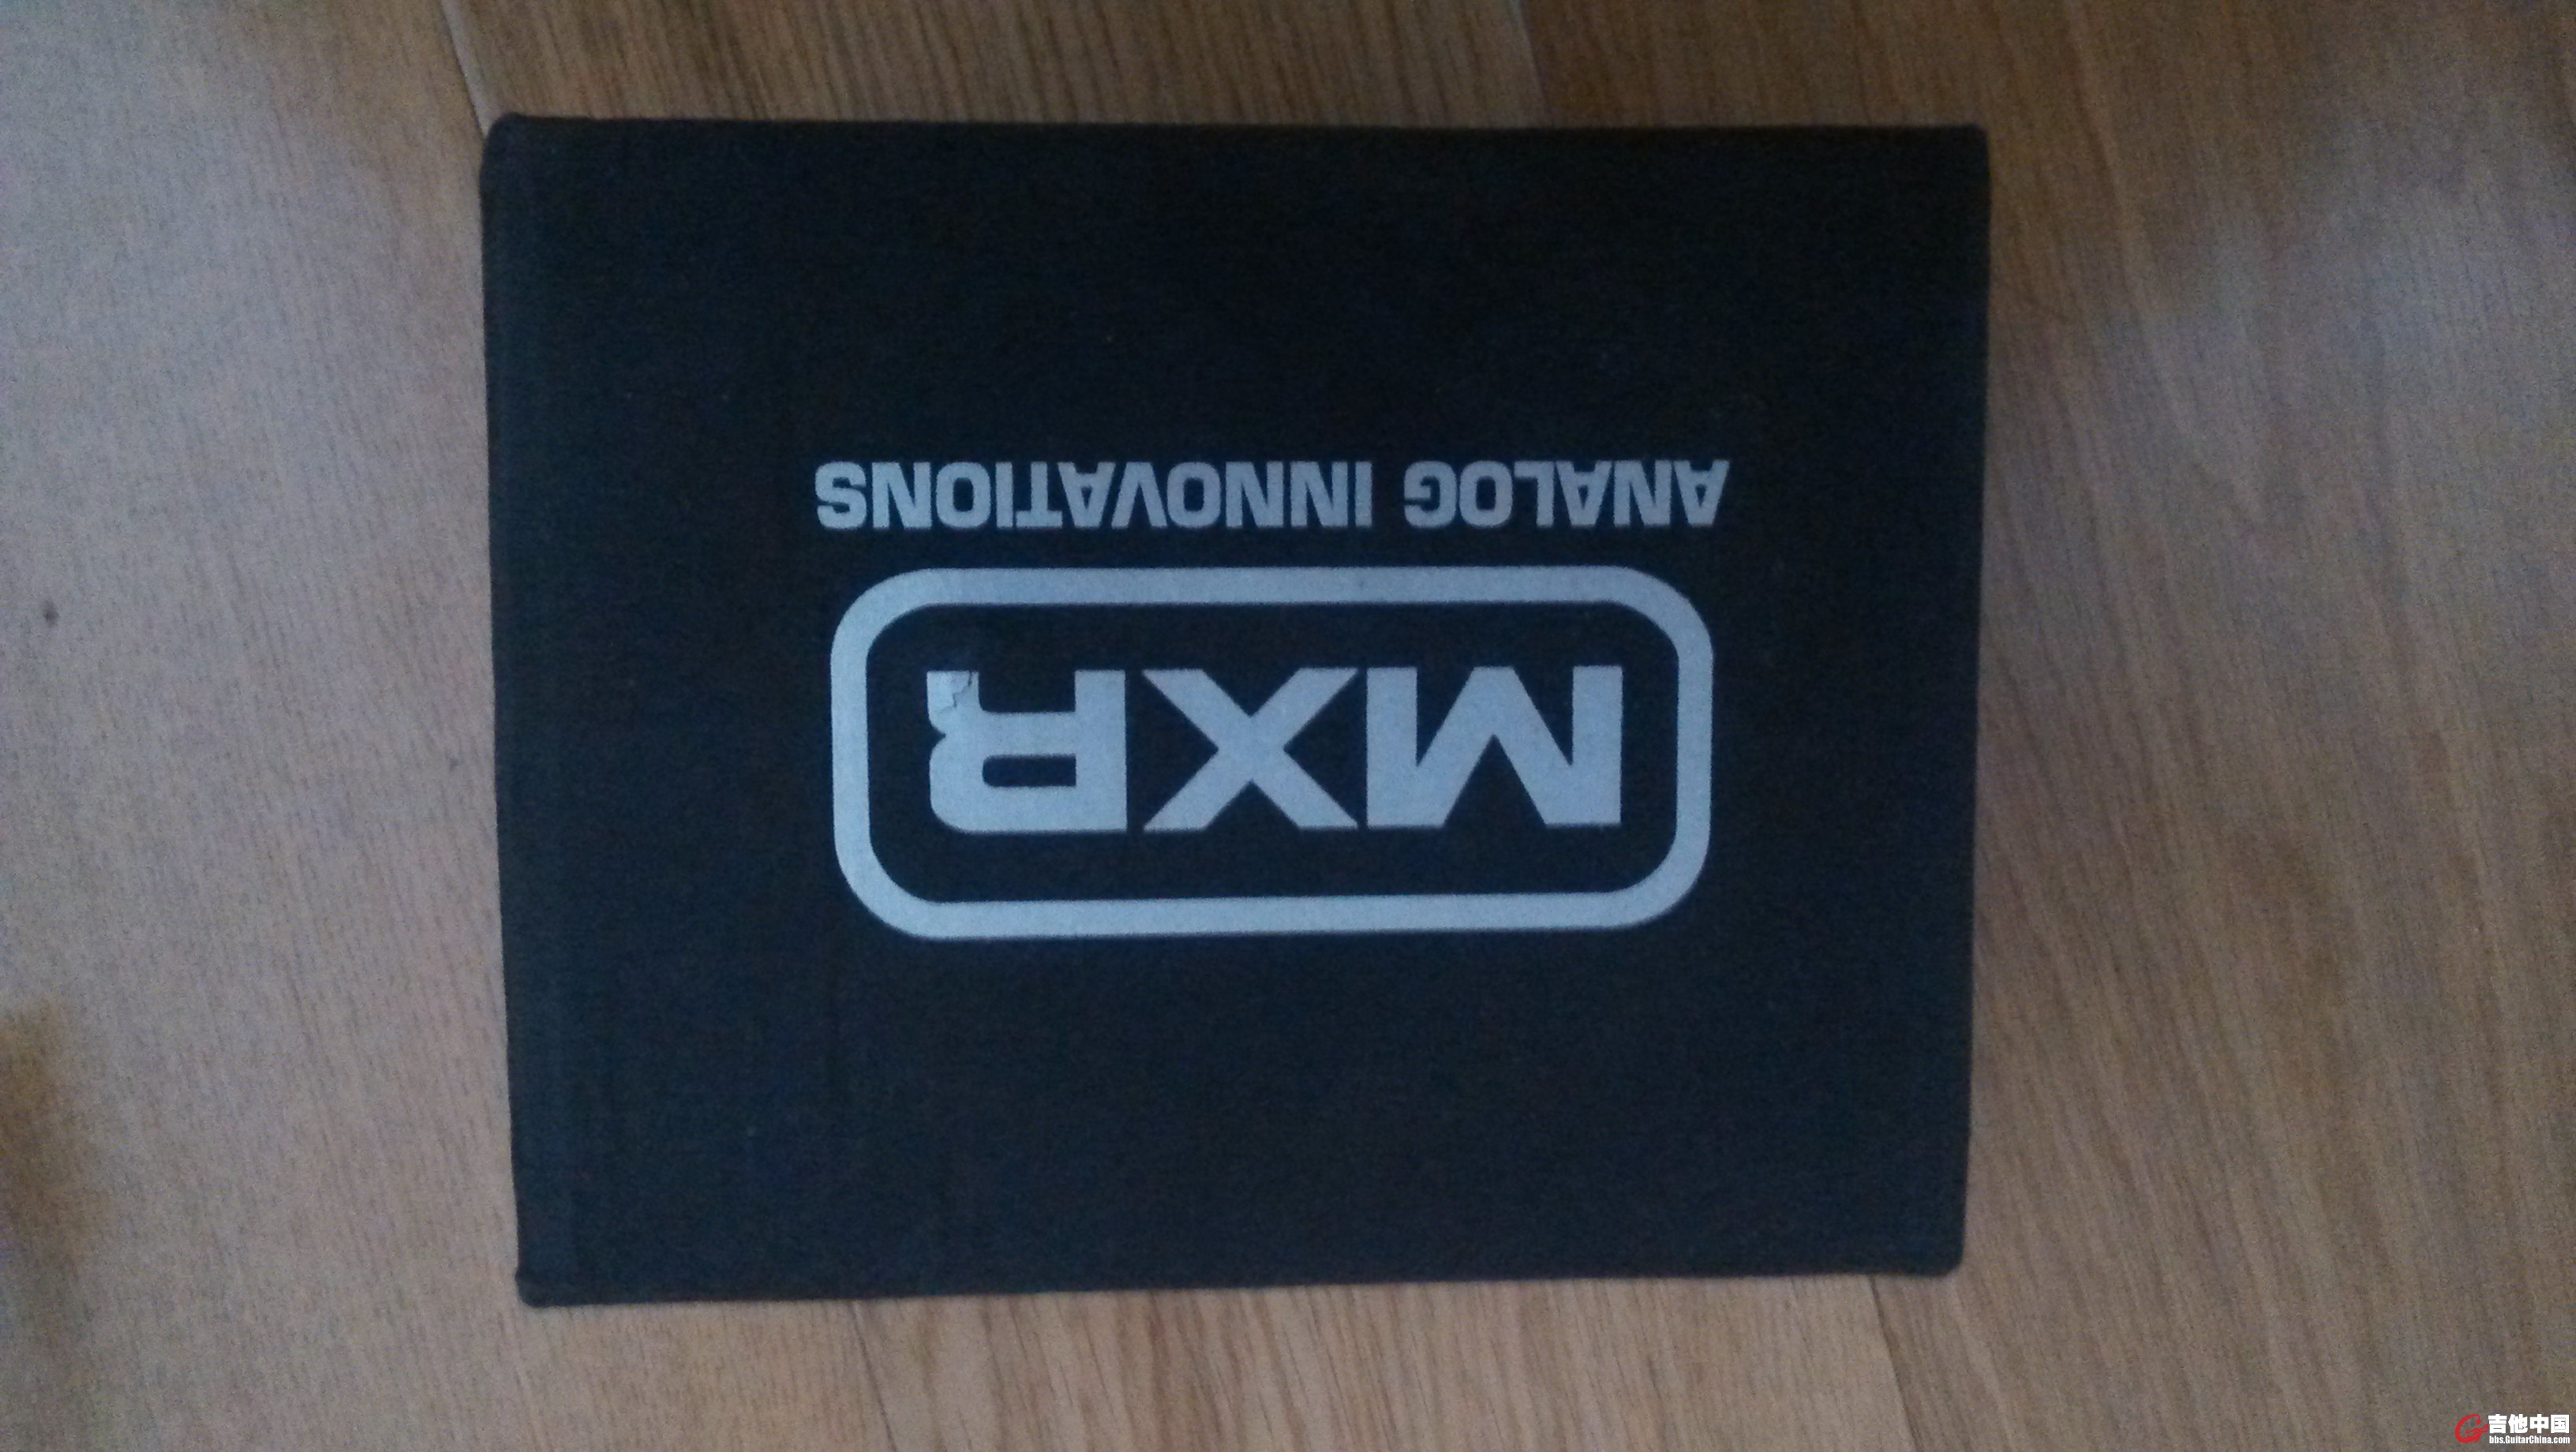 MXR
ANALOG INNOVATIONS
吉他中国
bbs.GuitarChina.com